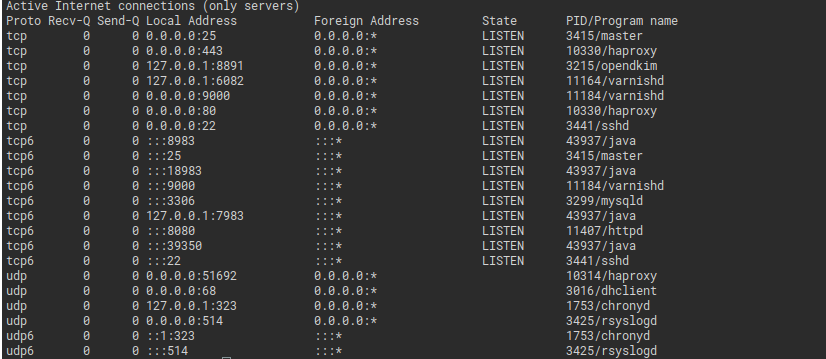 Active Internet connections (only servers)
Proto Recv-Q Send-Q Local Address           Foreign Address         State       PID/Program name
tcp        0      0 0.0.0.0:25              0.0.0.0:*               LISTEN      3415/master
tcp        0      0 0.0.0.0:443             0.0.0.0:*               LISTEN      10330/haproxy
tcp        0      0 127.0.0.1:8891          0.0.0.0:*               LISTEN      3215/opendkim
tcp        0      0 127.0.0.1:6082          0.0.0.0:*               LISTEN      11164/varnishd
tcp        0      0 0.0.0.0:9000            0.0.0.0:*               LISTEN      11184/varnishd
tcp        0      0 0.0.0.0:80              0.0.0.0:*               LISTEN      10330/haproxy
tcp        0      0 0.0.0.0:22              0.0.0.0:*               LISTEN      3441/sshd
tcp6       0      0 :::8983                 :::*                    LISTEN      43937/java
tcp6       0      0 :::25                   :::*                    LISTEN      3415/master
tcp6       0      0 :::18983                :::*                    LISTEN      43937/java
tcp6       0      0 :::9000                 :::*                    LISTEN      11184/varnishd
tcp6       0      0 :::3306                 :::*                    LISTEN      3299/mysqld
tcp6       0      0 127.0.0.1:7983          :::*                    LISTEN      43937/java
tcp6       0      0 :::8080                 :::*                    LISTEN      11407/httpd
tcp6       0      0 :::39350                :::*                    LISTEN      43937/java
tcp6       0      0 :::22                   :::*                    LISTEN      3441/sshd
udp        0      0 0.0.0.0:51692           0.0.0.0:*                           10314/haproxy
udp        0      0 0.0.0.0:68              0.0.0.0:*                           3016/dhclient
udp        0      0 127.0.0.1:323           0.0.0.0:*                           1753/chronyd
udp        0      0 0.0.0.0:514             0.0.0.0:*                           3425/rsyslogd
udp6       0      0 ::1:323                 :::*                                1753/chronyd
udp6       0      0 :::514                  :::*                                3425/rsyslogd